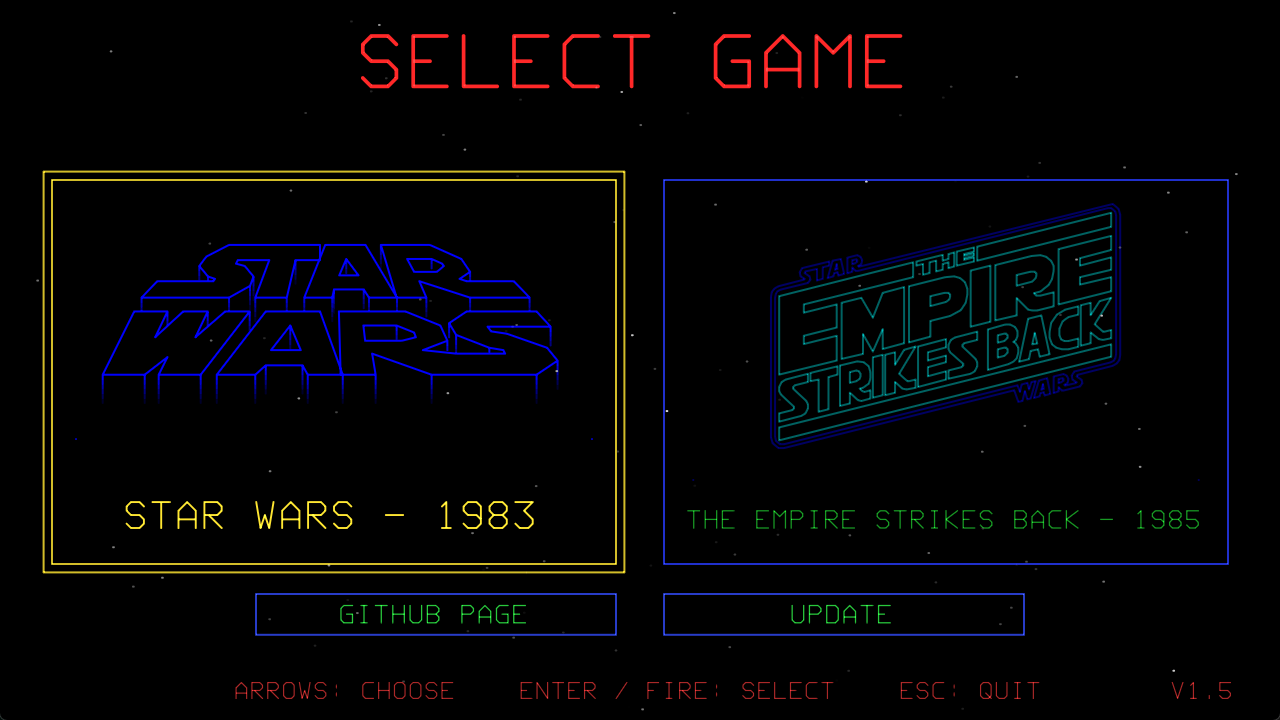 SELECT GAME
STAR
WARS
STAR WARS - 1983
STAR
THE
EMPIRE
STRIKES BACK
WARS
THE EMPIRE STRIKES BACK - 1985
GITHUB PAGE
UPDATE
ARROWS: CHOOSE ENTER / FIRE: SELECT ESC: QUIT V1.5